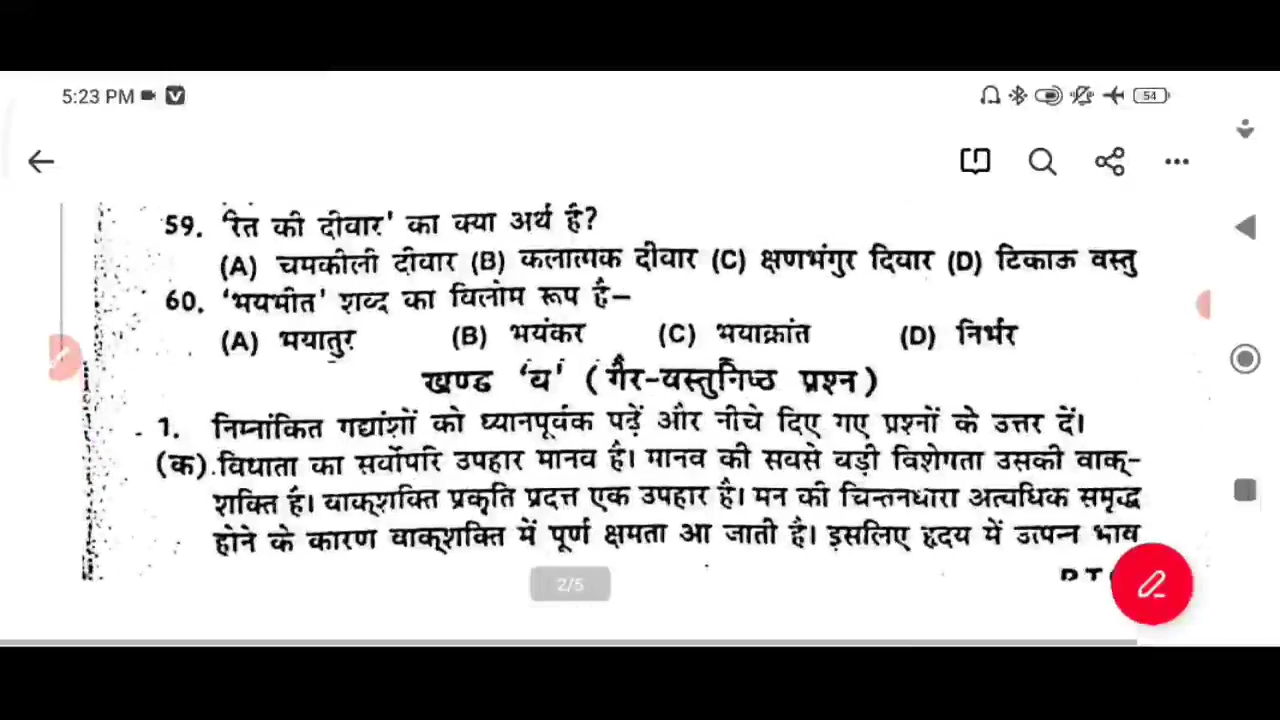 5:23 PM
54
59. 'रेत की दीवार' का क्या अर्थ है?
(A) चमकीली दीवार (B) कलात्मक दीवार (C) क्षणभंगुर दिवार (D) टिकाऊ वस्तु
60. 'भयभीत' शब्द का विलोम रूप है–
(A) भयातुर (B) भयंकर (C) भयाक्रांत (D) निर्भर
खण्ड 'ब' (गैर-वस्तुनिष्ठ प्रश्न)
1. निम्नांकित गद्यांशों को ध्यानपूर्वक पढ़ें और नीचे दिए गए प्रश्नों के उत्तर दें।
(क) विधाता का सर्वोपरि उपहार मानव है। मानव की सबसे बड़ी विशेषता उसकी वाक्-
शक्ति है। वाक्शक्ति प्रकृति प्रदत्त एक उपहार है। मन की चिन्तनधारा अत्यधिक समृद्ध
होने के कारण वाक्शक्ति में पूर्ण क्षमता आ जाती है। इसलिए हृदय में उत्पन्न भाव
2/5